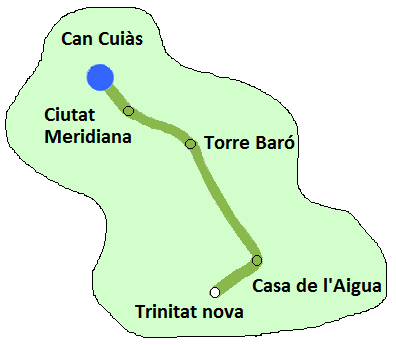 Can Cuiàs
Ciutat
Meridiana
Torre Baró
Casa de l'Aigua
Trinitat nova